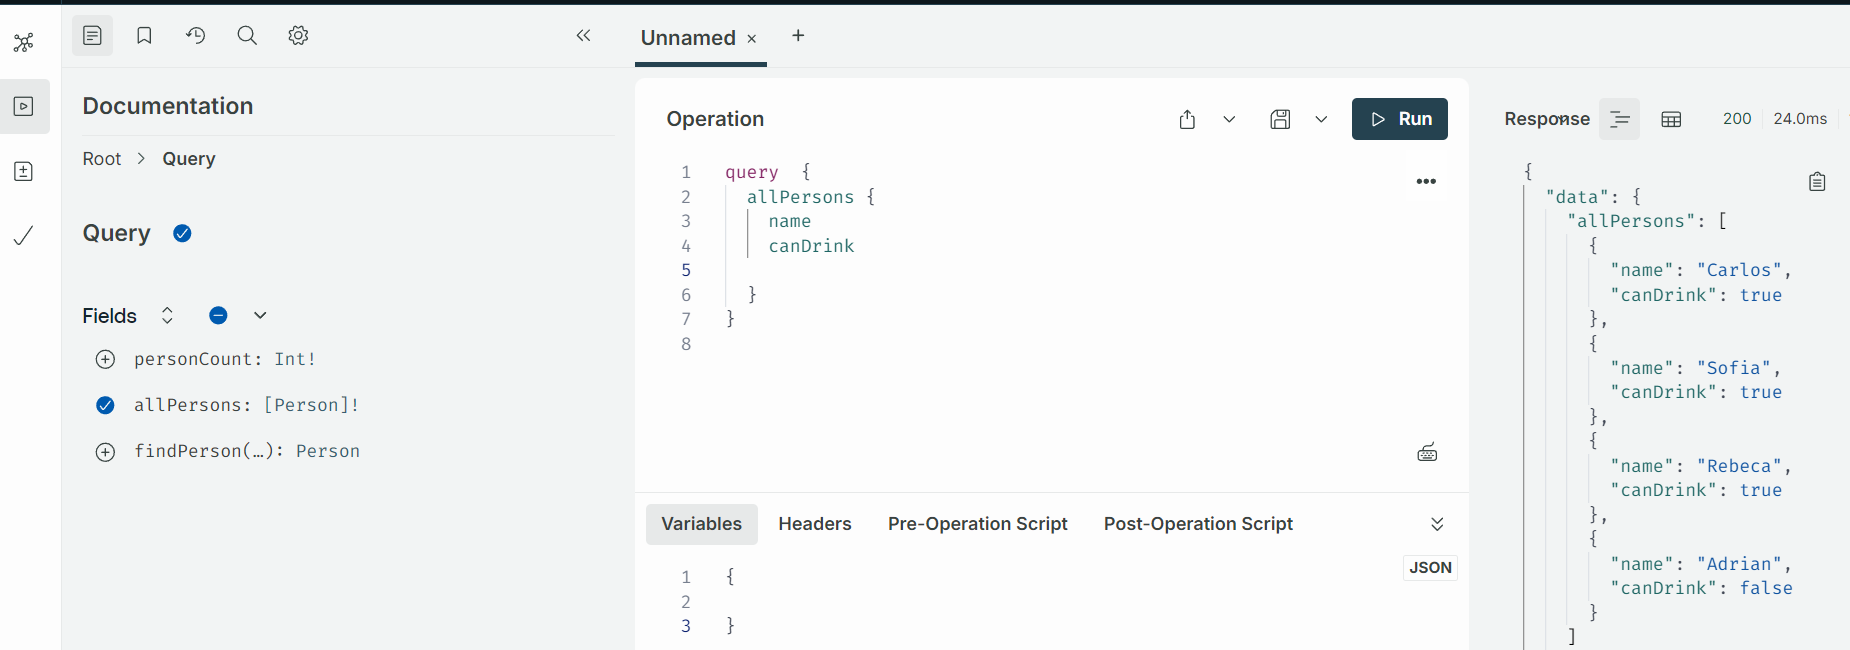 Documentation
Root > Query
Query
Fields
personCount: Int!
allPersons: [Person]!
findPerson(…): Person
Unnamed × +
Operation
Run
1 query  {
2   allPersons {
3     name
4     canDrink
5
6   }
7 }
8
Variables Headers Pre-Operation Script Post-Operation Script
JSON
1 {
2
3 }
Response 200 24.0ms
{
  "data": {
    "allPersons": [
      {
        "name": "Carlos",
        "canDrink": true
      },
      {
        "name": "Sofia",
        "canDrink": true
      },
      {
        "name": "Rebeca",
        "canDrink": true
      },
      {
        "name": "Adrian",
        "canDrink": false
      }
    ]